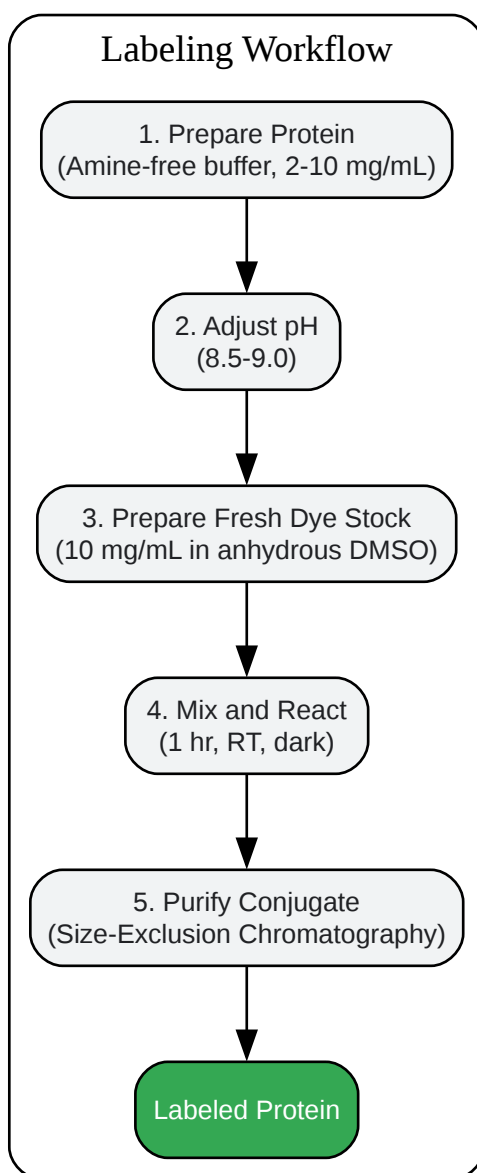 Labeling Workflow
1. Prepare Protein
(Amine-free buffer, 2-10 mg/mL)
2. Adjust pH
(8.5-9.0)
3. Prepare Fresh Dye Stock
(10 mg/mL in anhydrous DMSO)
4. Mix and React
(1 hr, RT, dark)
5. Purify Conjugate
(Size-Exclusion Chromatography)
Labeled Protein